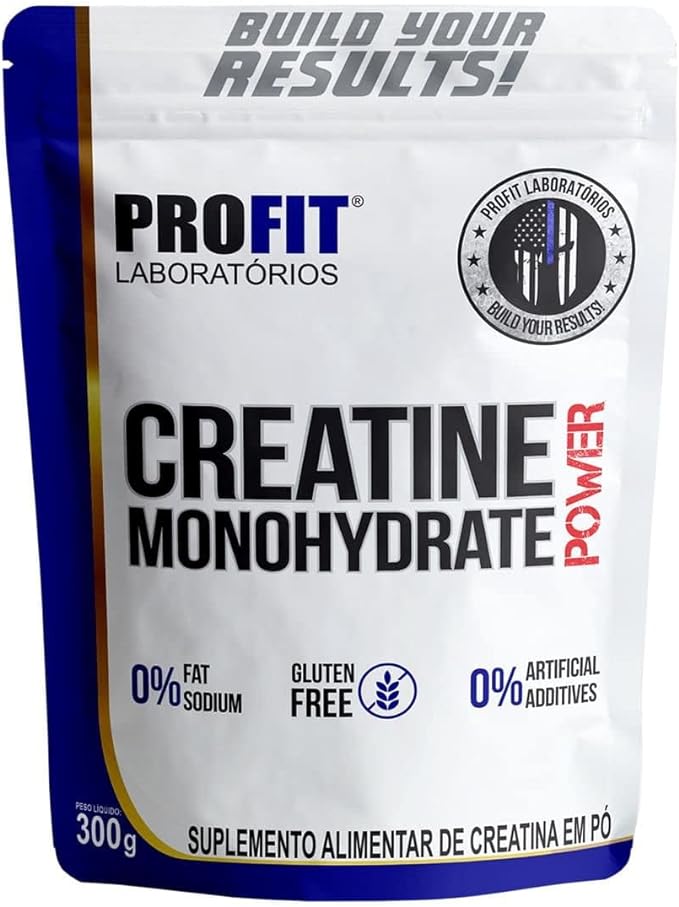 BUILD YOUR
RESULTS!
PROFIT®
LABORATÓRIOS
PROFIT LABORATÓRIOS
BUILD YOUR RESULTS!
CREATINE
MONOHYDRATE
POWER
0% FAT
SODIUM
GLUTEN
FREE
0% ARTIFICIAL
ADDITIVES
PESO LÍQUIDO:
300g
SUPLEMENTO ALIMENTAR DE CREATINA EM PÓ